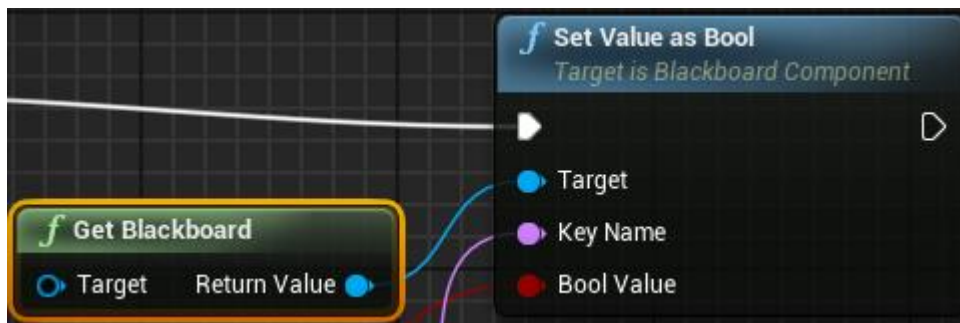 f Set Value as Bool
Target is Blackboard Component
Target
Key Name
f Get Blackboard
Target Return Value
Bool Value